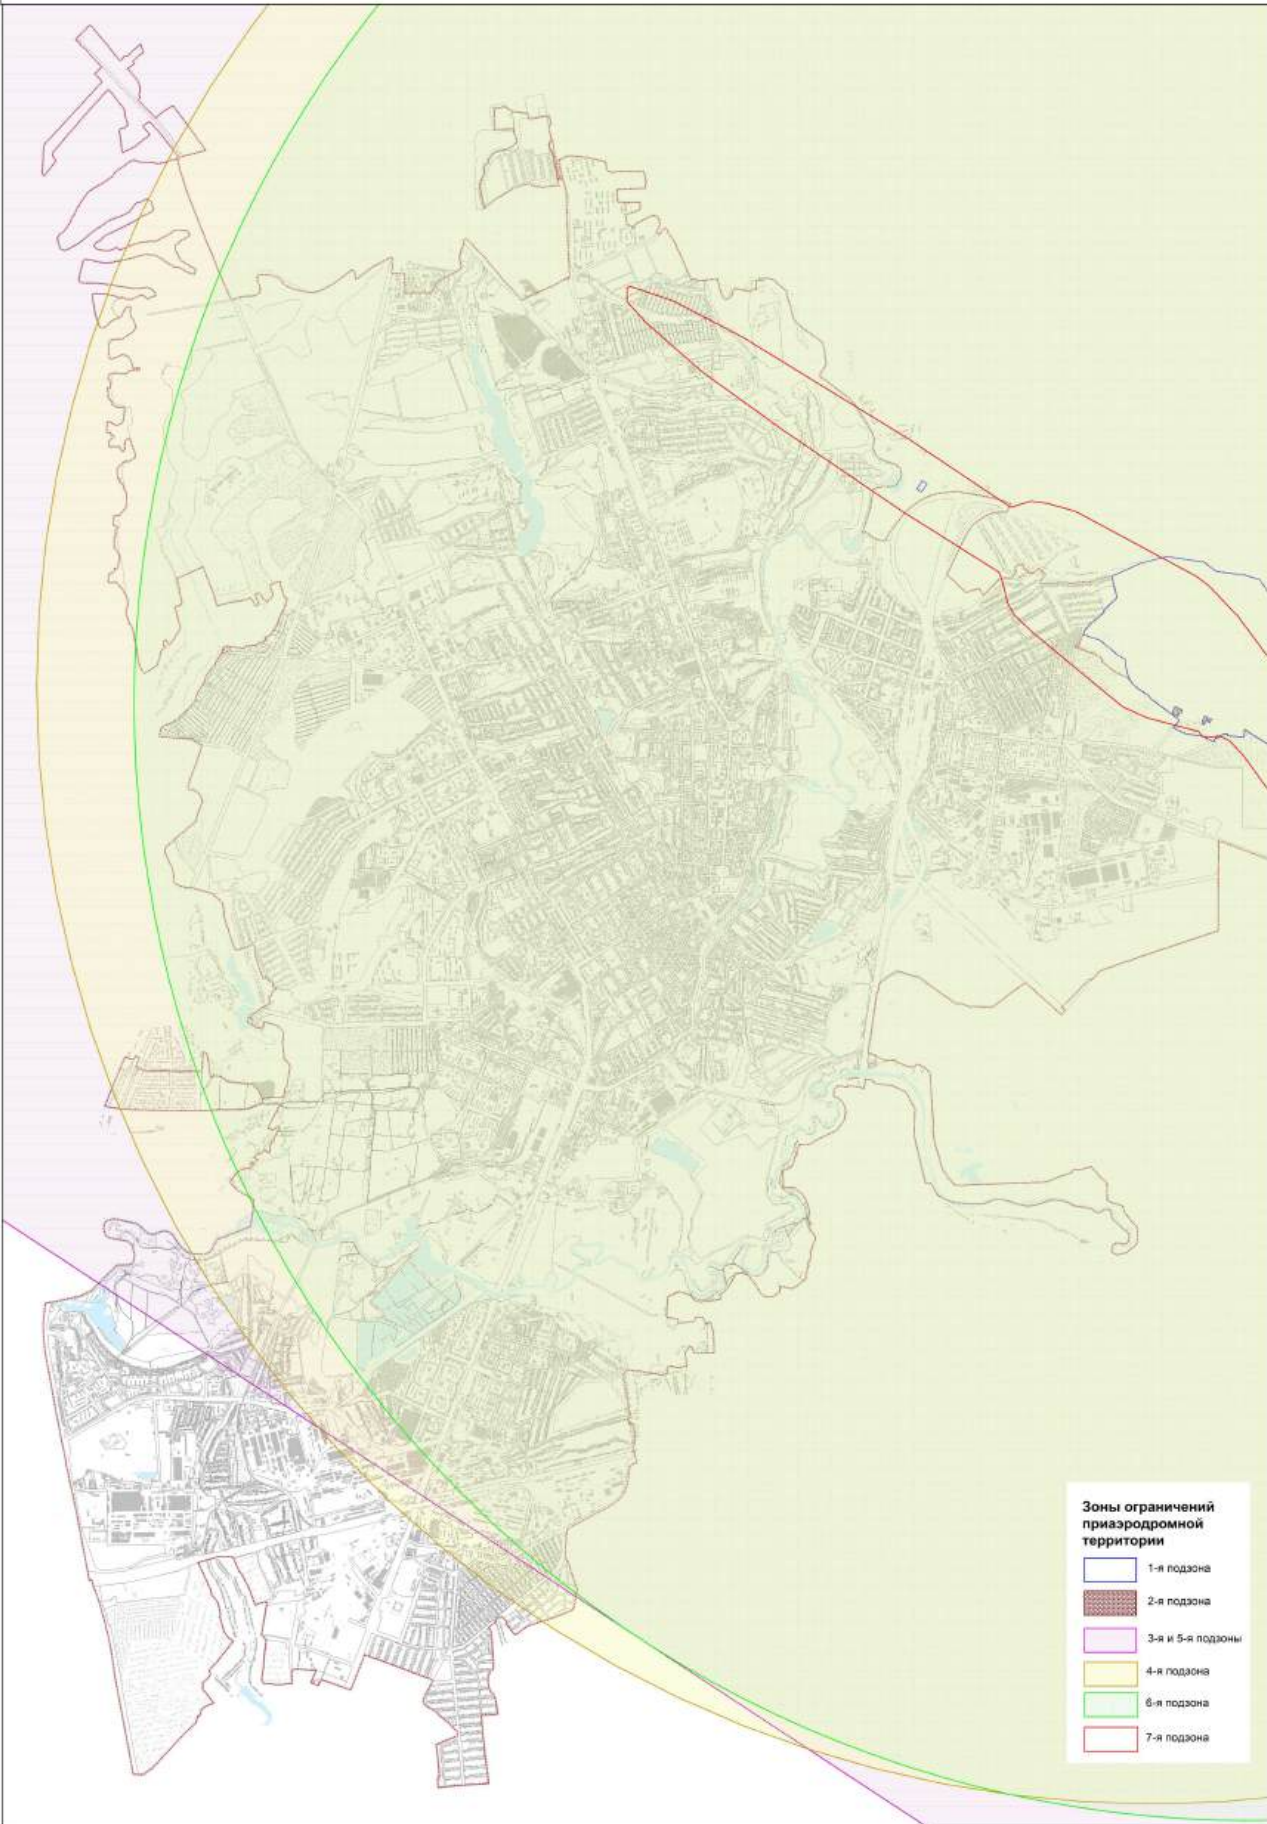 Зоны ограничений
приаэродромной
территории
1-я подзона
2-я подзона
3-я и 5-я подзоны
4-я подзона
6-я подзона
7-я подзона